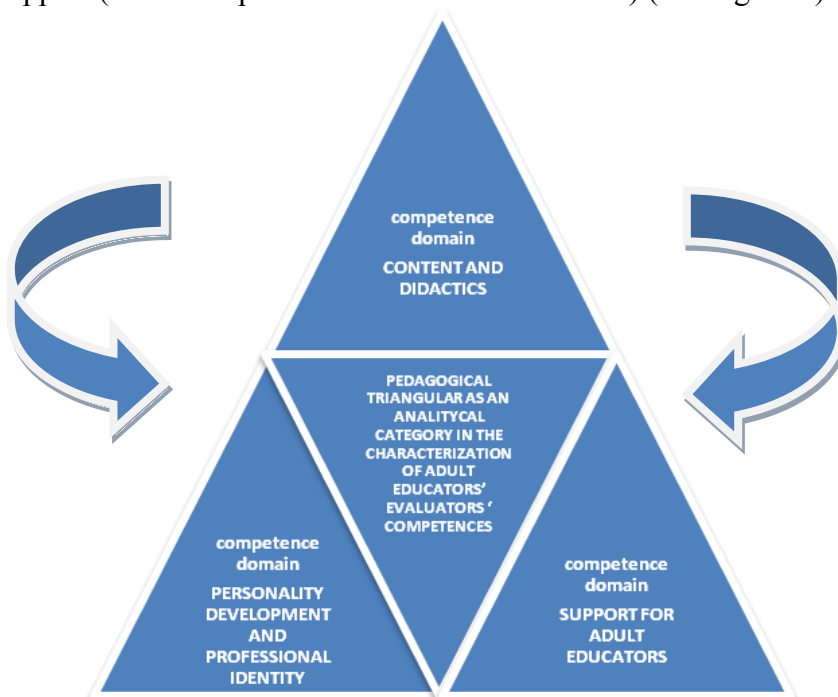 competence
domain
CONTENT AND
DIDACTICS
PEDAGOGICAL
TRIANGULAR AS AN
ANALITYCAL
CATEGORY IN THE
CHARACTERIZATION
OF ADULT
EDUCATORS’
EVALUATORS ‘
COMPETENCES
competence
domain
PERSONALITY
DEVELOPMENT
AND
PROFESSIONAL
IDENTITY
competence
domain
SUPPORT FOR
ADULT
EDUCATORS